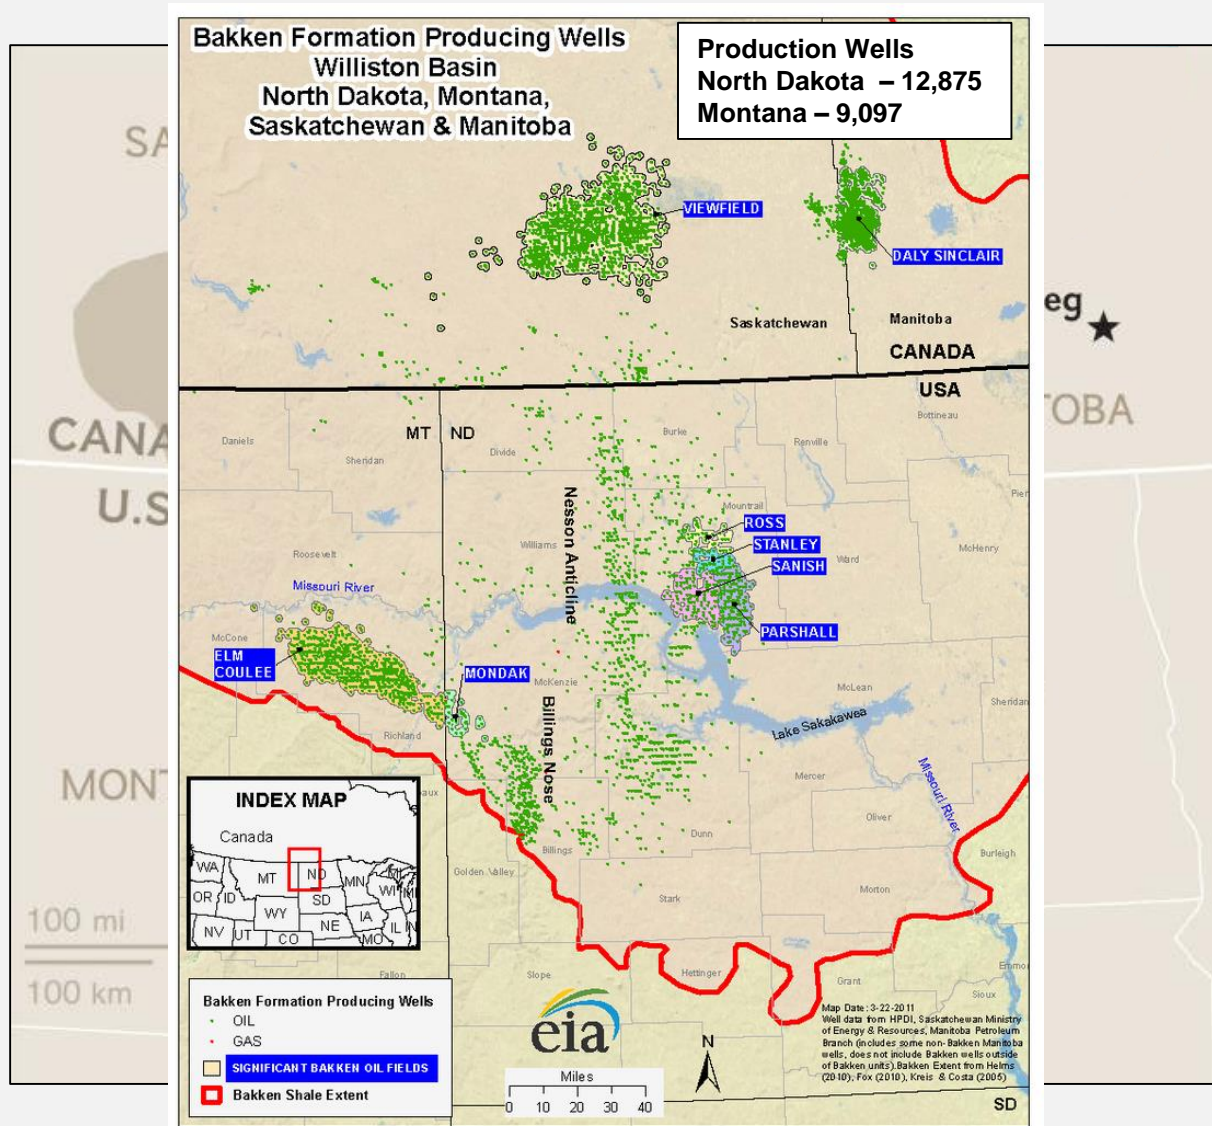 Bakken Formation Producing Wells
Williston Basin
North Dakota, Montana,
Saskatchewan & Manitoba
Production Wells
North Dakota – 12,875
Montana – 9,097
SA
VIEWFIELD
DALY SINCLAIR
Saskatchewan
Manitoba
eg
CANADA
USA
TOBA
CANA
U.S
MT
ND
Daniels
Sheridan
Divide
Burke
Renville
Bottineau
Pier
Nesson Anticline
Mountrail
ROSS
STANLEY
SANISH
PARSHALL
Williams
Ward
McHenry
Roosevelt
Missouri River
McCone
ELM
COULEE
MONDAK
McKenzie
McLean
Sheridan
Richland
Billings Nose
Lake Sakakawea
Mercer
Missouri River
Oliver
Dunn
Burleigh
Billings
Golden Valley
Stark
Morton
MONT
aux
INDEX MAP
Canada
WA
MT
ND
MN
OR
ID
SD
WI
MI
WY
IA
NV
UT
NE
IL
IN
CO
MO
100 mi
100 km
Fallon
Slope
Hettinger
Grant
Emmo
Sioux
Bakken Formation Producing Wells
OIL
GAS
SIGNIFICANT BAKKEN OIL FIELDS
Bakken Shale Extent
eia
Miles
0 10 20 30 40
N
Map Date: 3-22-2011
Well data from HPDI, Saskatchewan Ministry
of Energy & Resources, Manitoba Petroleum
Branch (includes some non-Bakken Manitoba
wells, does not include Bakken wells outside
of Bakken units).Bakken Extent from Helms
(2010), Fox (2010), Kreis & Costa (2005)
SD